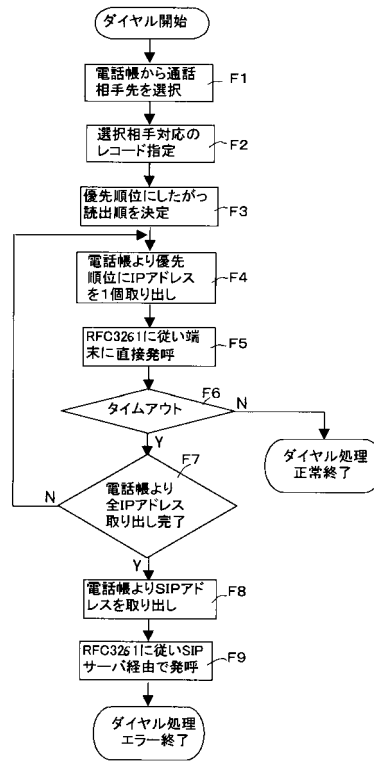 ダイヤル開始
電話帳から通話
相手先を選択
F1
選択相手対応の
レコード指定
F2
優先順位にしたがっ
読出順を決定
F3
電話帳より優先
順位にIPアドレス
を1個取り出し
F4
RFC3261に従い端
末に直接発呼
F5
タイムアウト
F6
N
Y
ダイヤル処理
正常終了
電話帳より
全IPアドレス
取り出し完了
F7
N
Y
電話帳よりSIPアド
レスを取り出し
F8
RFC3261に従いSIP
サーバ経由で発呼
F9
ダイヤル処理
エラー終了